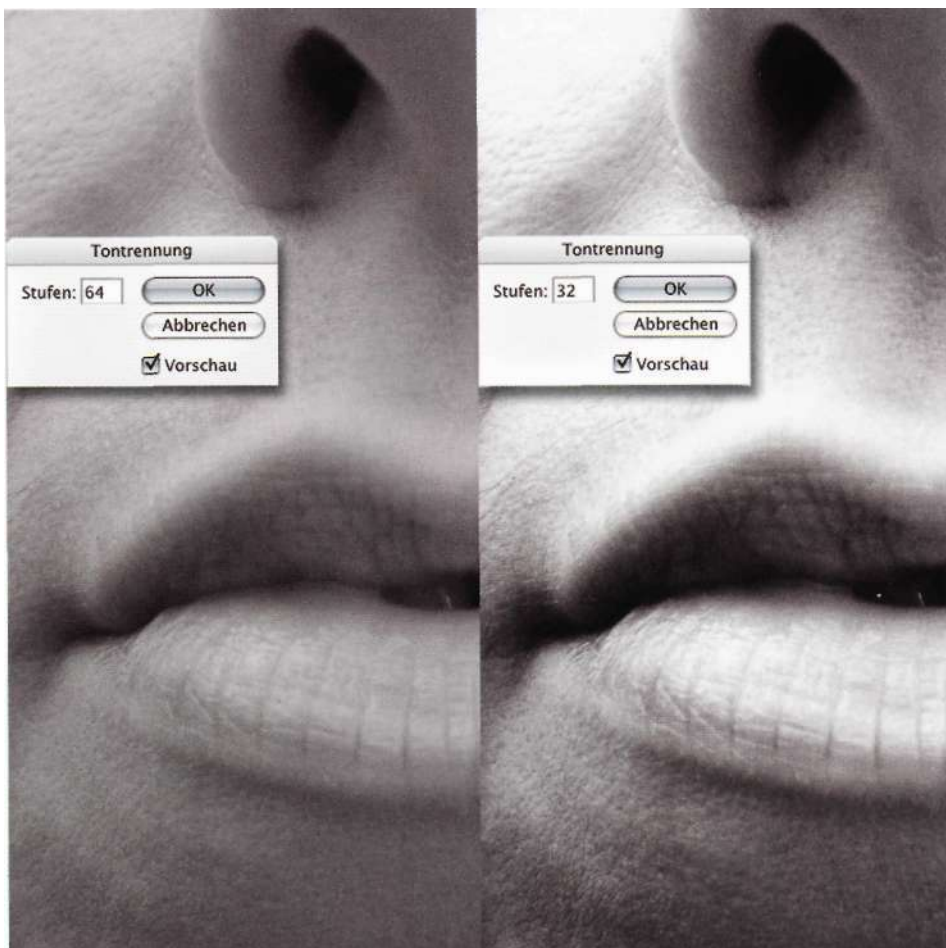 Tontrennung
Stufen: 64
OK
Abbrechen
Vorschau
Tontrennung
Stufen: 32
OK
Abbrechen
Vorschau